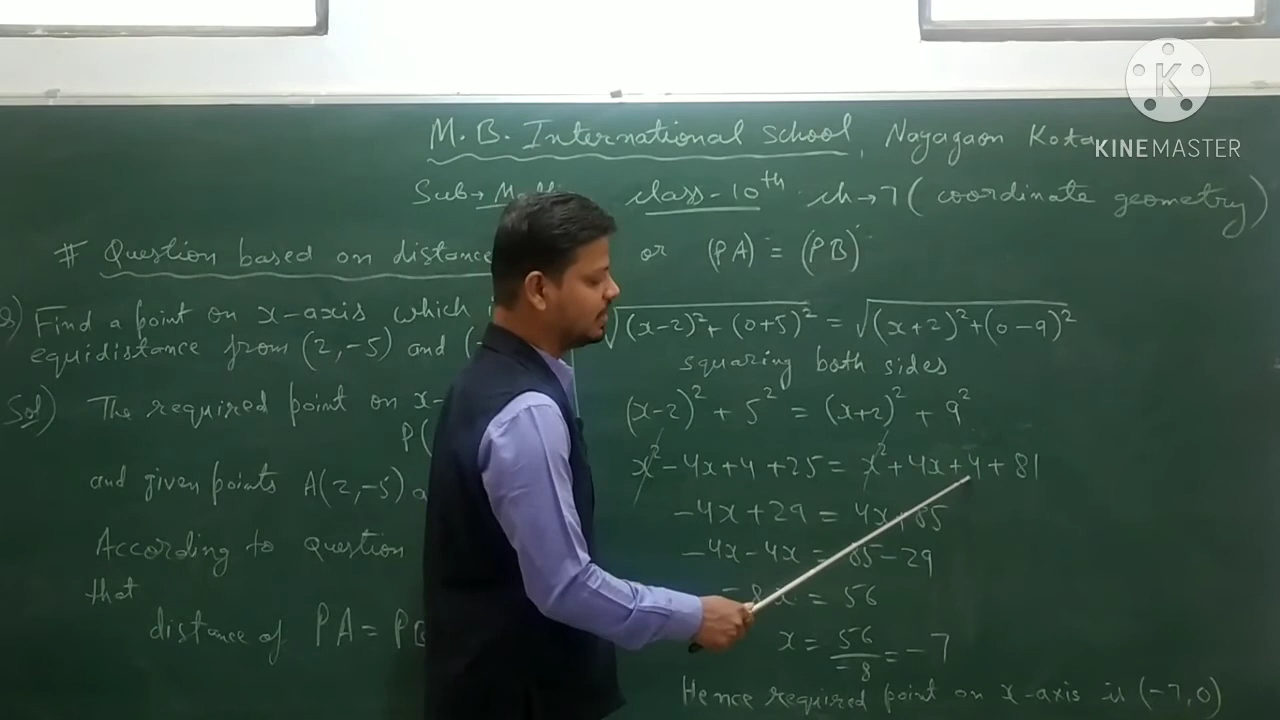 KINEMASTER
M. B. International School, Nayagaon Kota
Sub→ class-10th ch→7 (coordinate geometry)
# Question based on distance
Find a point on x-axis which
equidistance from (2,-5) and (
Sol) The required point on x-
P(
and given points A(2,-5)
According to Question
that
distance of PA = PB
or (PA) = (PB)
√(x-2)²+(0+5)² = √(x+2)²+(0-9)²
squaring both sides
(x-2)² + 5² = (x+2)² + 9²
x² - 4x + 4 + 25 = x² + 4x + 4 + 81
-4x + 29 = 4x + 85
-4x - 4x = 85 - 29
-8x = 56
x = 56/-8 = -7
Hence required point on x-axis is (-7,0)